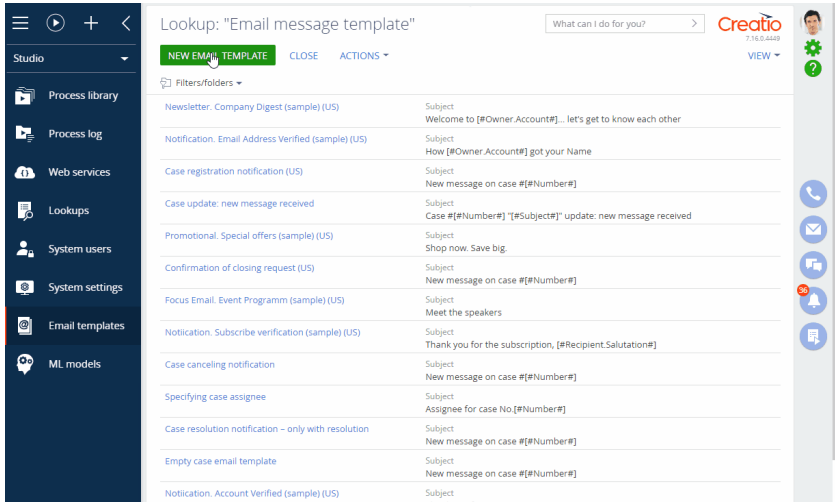 Lookup: "Email message template"
What can I do for you?
Creatio
7.16.0.4449
Studio
NEW EMAIL TEMPLATE CLOSE ACTIONS
VIEW
Filters/folders
Process library
Process log
Web services
Lookups
System users
System settings
Email templates
ML models
Newsletter. Company Digest (sample) (US)
Subject
Welcome to [#Owner.Account#]... let's get to know each other
Notification. Email Address Verified (sample) (US)
Subject
How [#Owner.Account#] got your Name
Case registration notification (US)
Subject
New message on case #[#Number#]
Case update: new message received
Subject
Case #[#Number#] "[#Subject#]" update: new message received
Promotional. Special offers (sample) (US)
Subject
Shop now. Save big.
Confirmation of closing request (US)
Subject
New message on case #[#Number#]
Focus Email. Event Programm (sample) (US)
Subject
Meet the speakers
Notiication. Subscribe verification (sample) (US)
Subject
Thank you for the subscription, [#Recipient.Salutation#]
Case canceling notification
Subject
New message on case #[#Number#]
Specifying case assignee
Subject
Assignee for case No.[#Number#]
Case resolution notification – only with resolution
Subject
New message on case #[#Number#]
Empty case email template
Subject
New message on case #[#Number#]
Notiication. Account Verified (sample) (US)
Subject
36